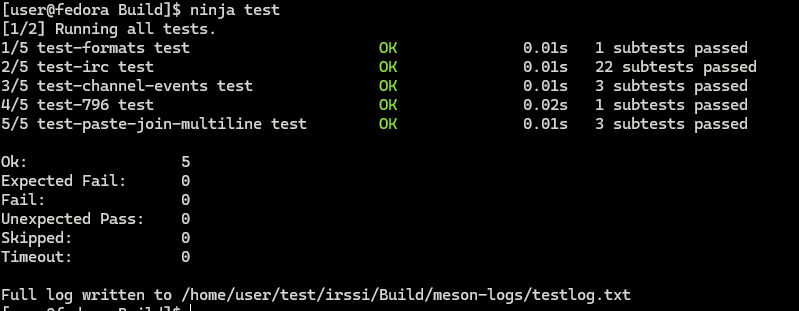 [user@fedora Build]$ ninja test
[1/2] Running all tests.
1/5 test-formats test OK 0.01s 1 subtests passed
2/5 test-irc test OK 0.01s 22 subtests passed
3/5 test-channel-events test OK 0.01s 3 subtests passed
4/5 test-796 test OK 0.02s 1 subtests passed
5/5 test-paste-join-multiline test OK 0.01s 3 subtests passed
Ok: 5
Expected Fail: 0
Fail: 0
Unexpected Pass: 0
Skipped: 0
Timeout: 0
Full log written to /home/user/test/irssi/Build/meson-logs/testlog.txt
[user@fedora Build]$